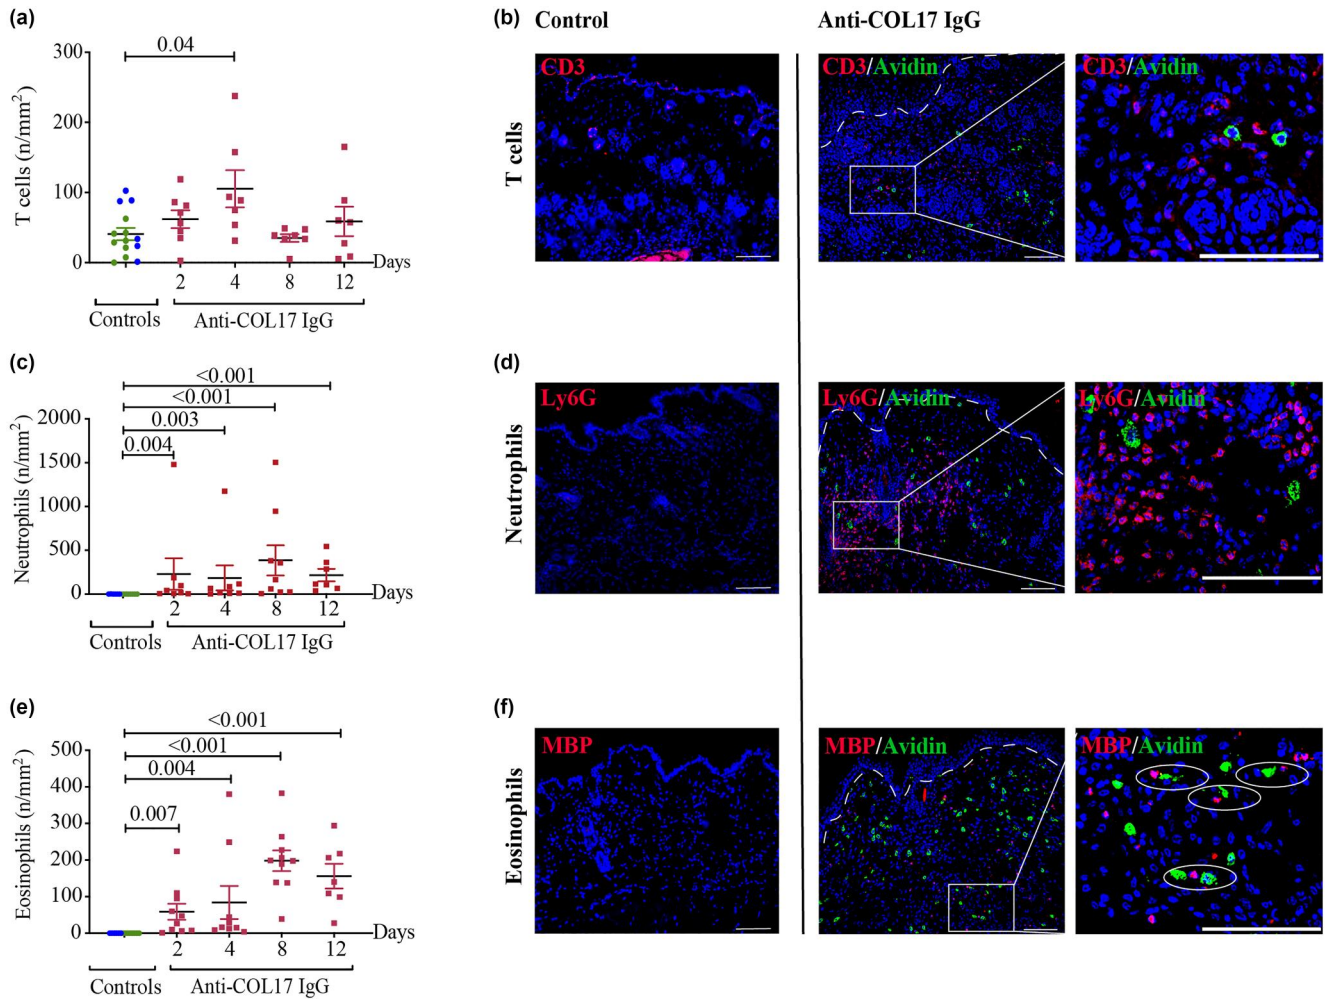 (a)
T cells (n/mm²)
300
200
100
0
0.04
2 4 8 12
Days
Controls
Anti-COL17 IgG
(b) Control Anti-COL17 IgG
T cells
CD3
CD3/Avidin
CD3/Avidin
(c)
Neutrophils (n/mm²)
2000
1500
1000
500
0
<0.001
<0.001
0.003
0.004
2 4 8 12
Days
Controls
Anti-COL17 IgG
(d)
Neutrophils
Ly6G
Ly6G/Avidin
Ly6G/Avidin
(e)
Eosinophils (n/mm²)
500
400
300
200
100
0
<0.001
<0.001
0.004
0.007
2 4 8 12
Days
Controls
Anti-COL17 IgG
(f)
Eosinophils
MBP
MBP/Avidin
MBP/Avidin